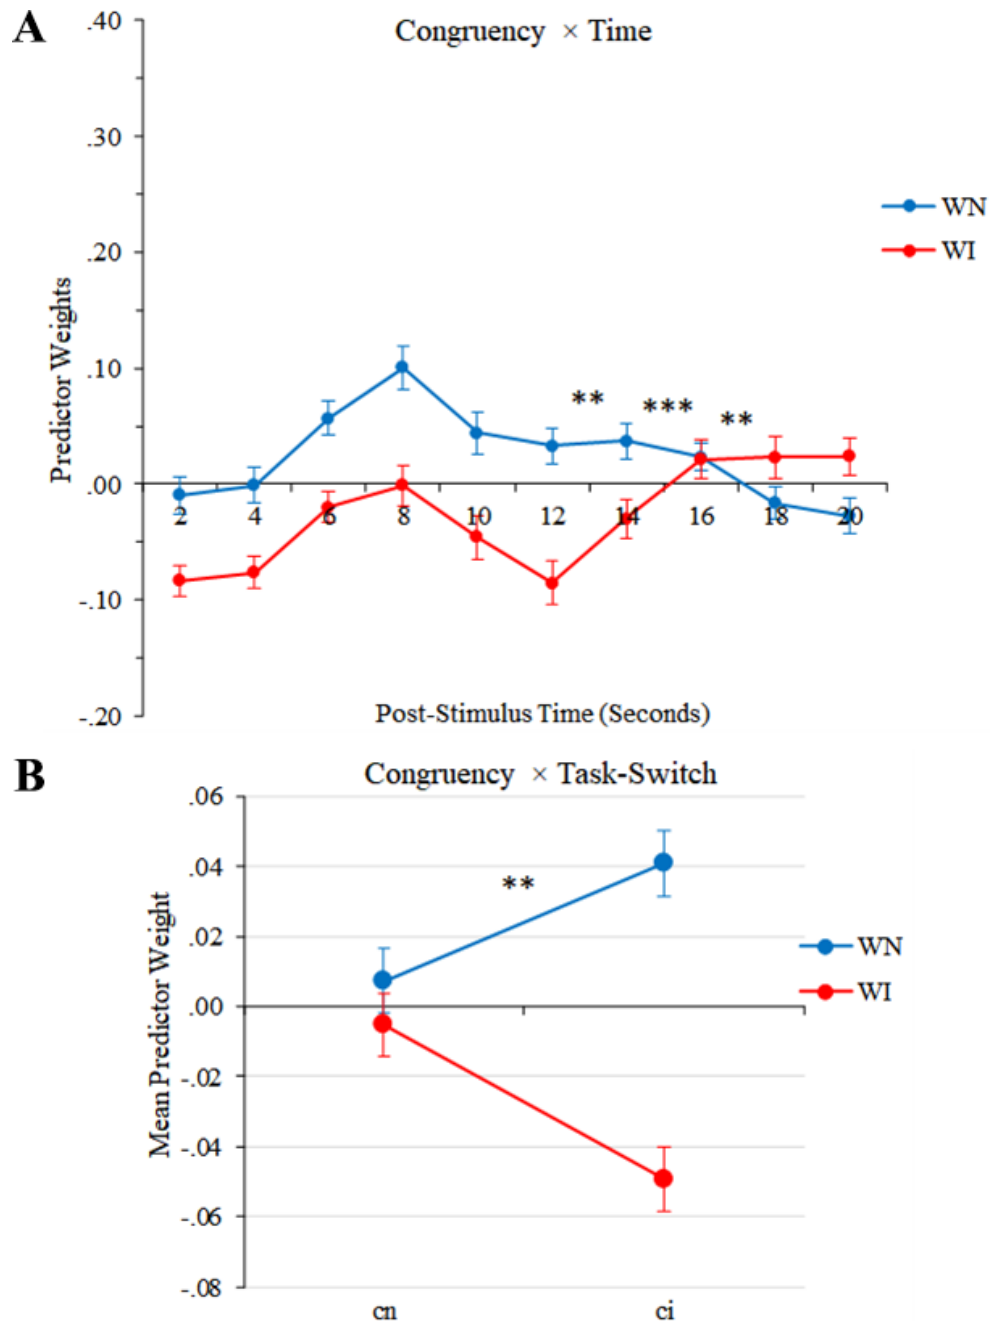 A
Congruency × Time
.40
.30
.20
.10
.00
-.10
-.20
Predictor Weights
** *** **
2 4 6 8 10 12 14 16 18 20
Post-Stimulus Time (Seconds)
WN
WI
B
Congruency × Task-Switch
.06
.04
.02
.00
-.02
-.04
-.06
-.08
Mean Predictor Weight
**
cn ci
WN
WI